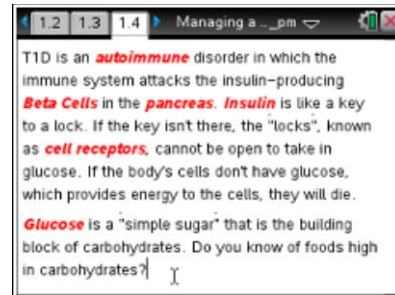 1.2 1.3 1.4 Managing a .._pm
T1D is an autoimmune disorder in which the
immune system attacks the insulin-producing
Beta Cells in the pancreas. Insulin is like a key
to a lock. If the key isn't there, the "locks", known
as cell receptors, cannot be open to take in
glucose. If the body's cells don't have glucose,
which provides energy to the cells, they will die.
Glucose is a "simple sugar" that is the building
block of carbohydrates. Do you know of foods high
in carbohydrates?